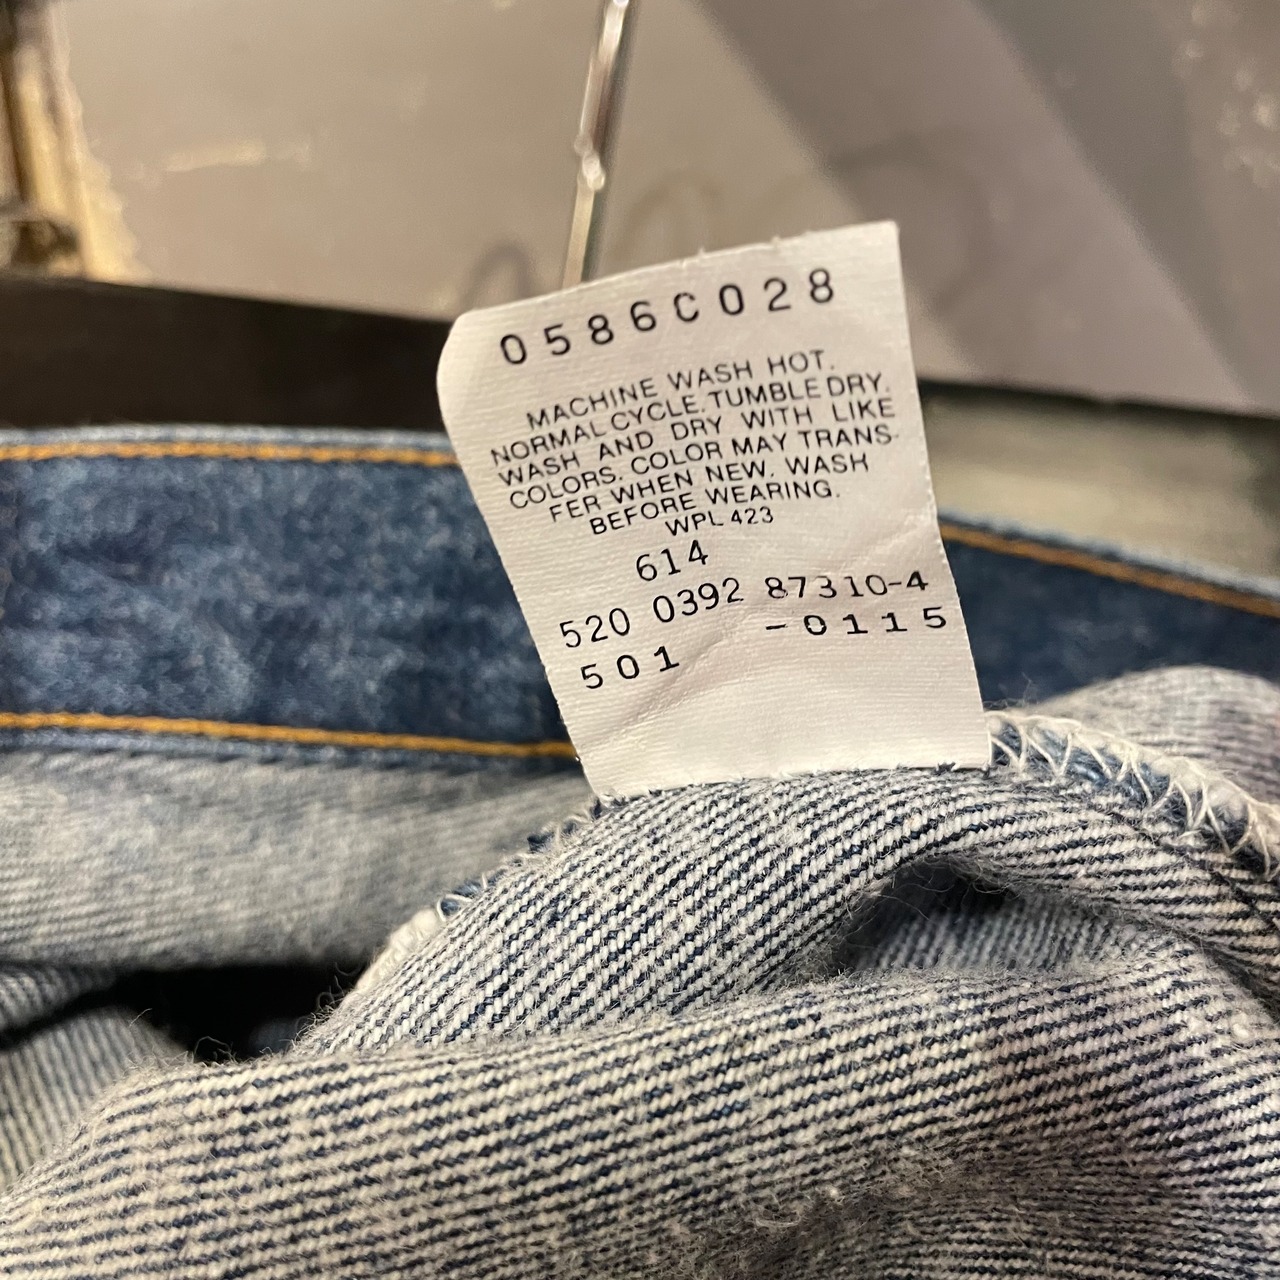 0586C028
MACHINE WASH HOT.
NORMAL CYCLE. TUMBLE DRY.
WASH AND DRY WITH LIKE
COLORS. COLOR MAY TRANS-
FER WHEN NEW. WASH
BEFORE WEARING.
WPL 423
614
520 0392 87310-4
501 -0115